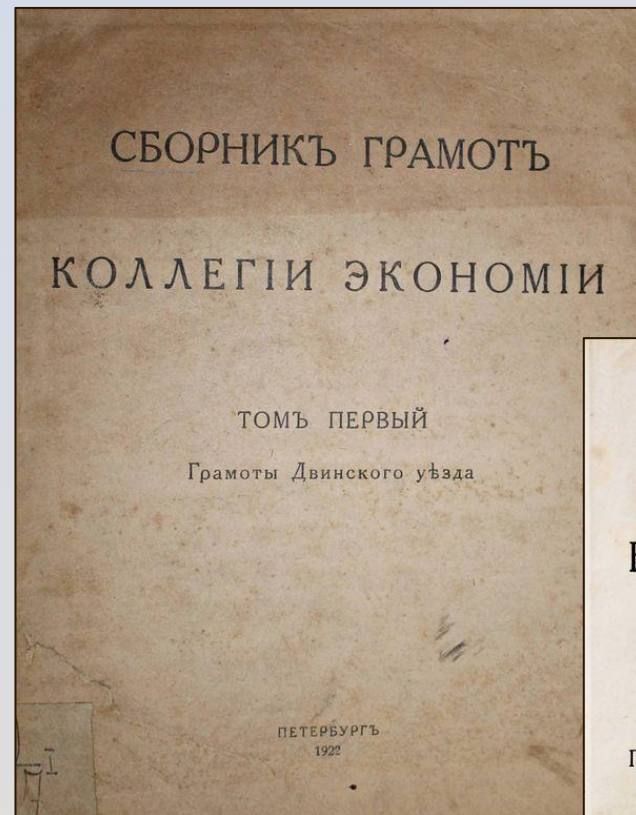 СБОРНИКЪ ГРАМОТЪ
КОЛЛЕГІИ ЭКОНОМІИ
ТОМЪ ПЕРВЫЙ
Грамоты Двинского уѣзда
ПЕТЕРБУРГЪ
1922